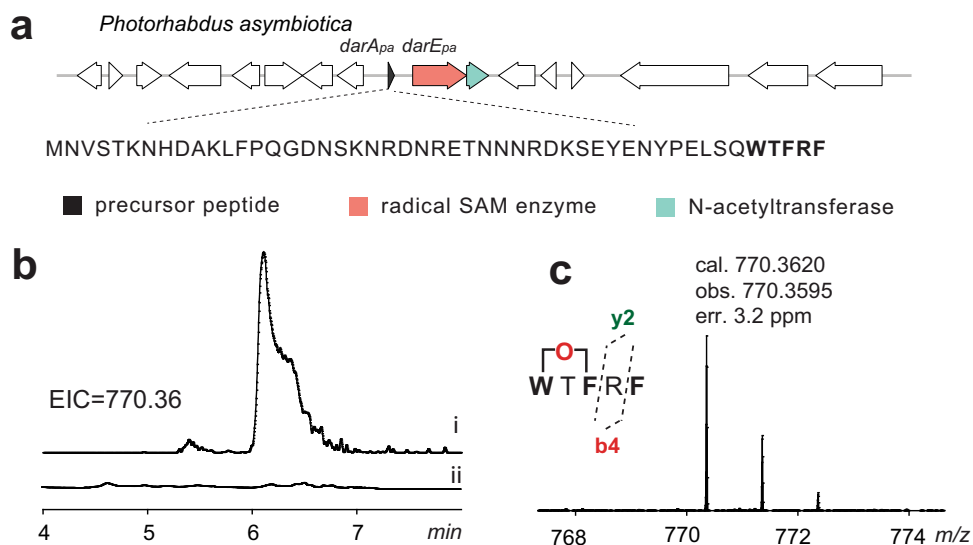 a
Photorhabdus asymbiotica
darApa darEpa
MNVSTKNHDAKLFPQGDNSKNRDNRETNNNRDKSEYENYPELSQWTFRF
precursor peptide
radical SAM enzyme
N-acetyltransferase
b
EIC=770.36
i
ii
4 5 6 7 min
c
cal. 770.3620
obs. 770.3595
err. 3.2 ppm
y2
O
W T F R F
b4
768 770 772 774 m/z